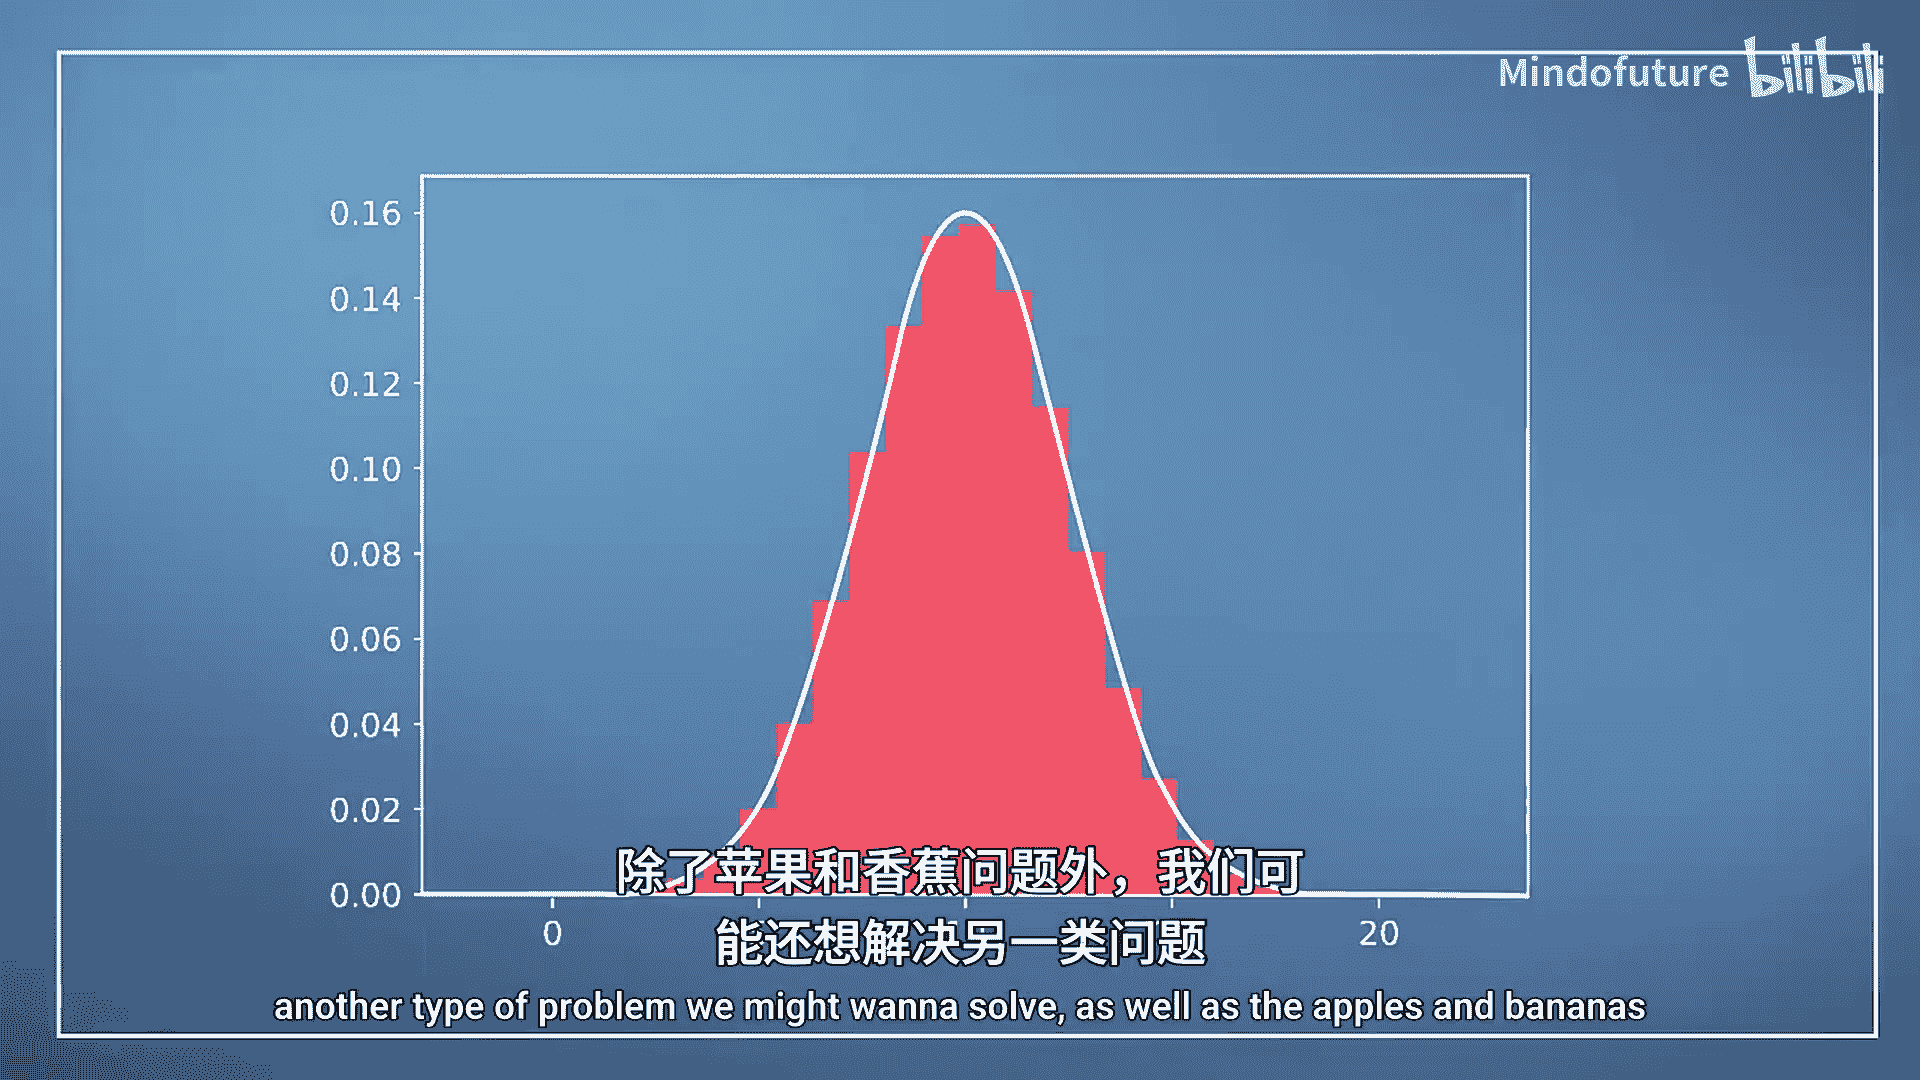 Mindofuture bilibili
0.16
0.14
0.12
0.10
0.08
0.06
0.04
0.02
0.00
0 20
除了苹果和香蕉问题外，我们可
能还想解决另一类问题
another type of problem we might wanna solve, as well as the apples and bananas